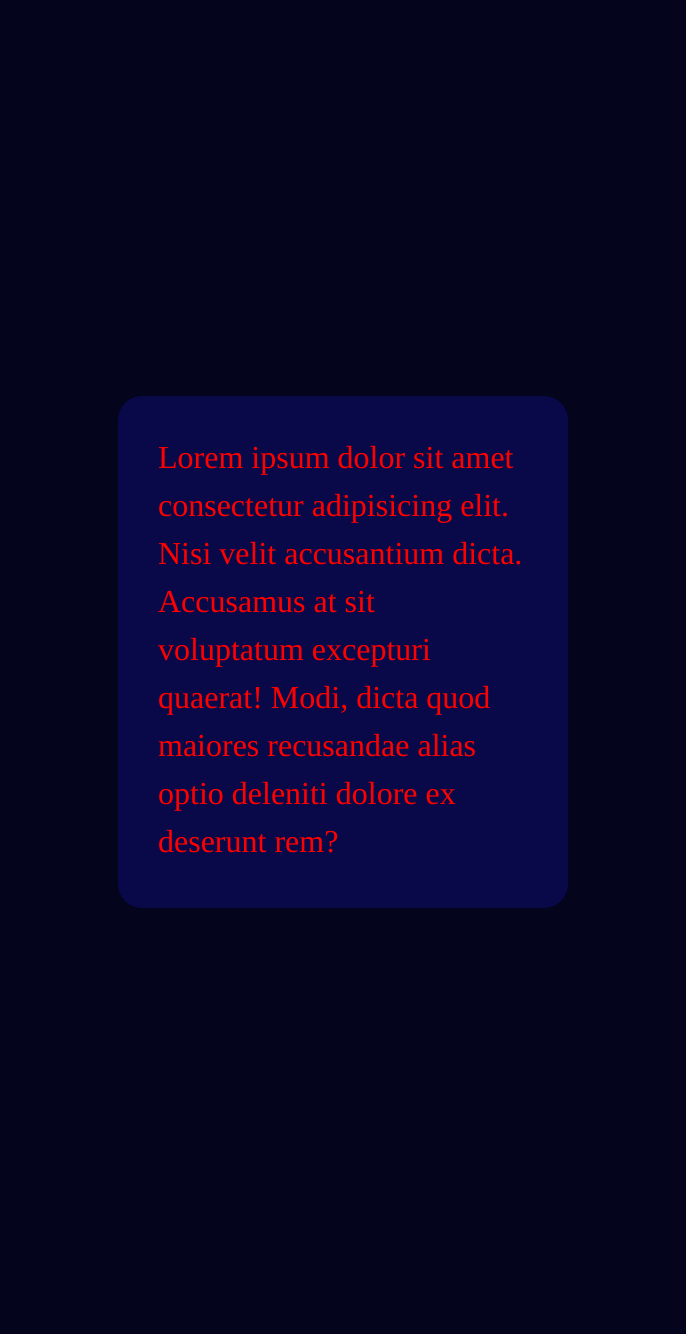 Lorem ipsum dolor sit amet
consectetur adipisicing elit.
Nisi velit accusantium dicta.
Accusamus at sit
voluptatum excepturi
quaerat! Modi, dicta quod
maiores recusandae alias
optio deleniti dolore ex
deserunt rem?